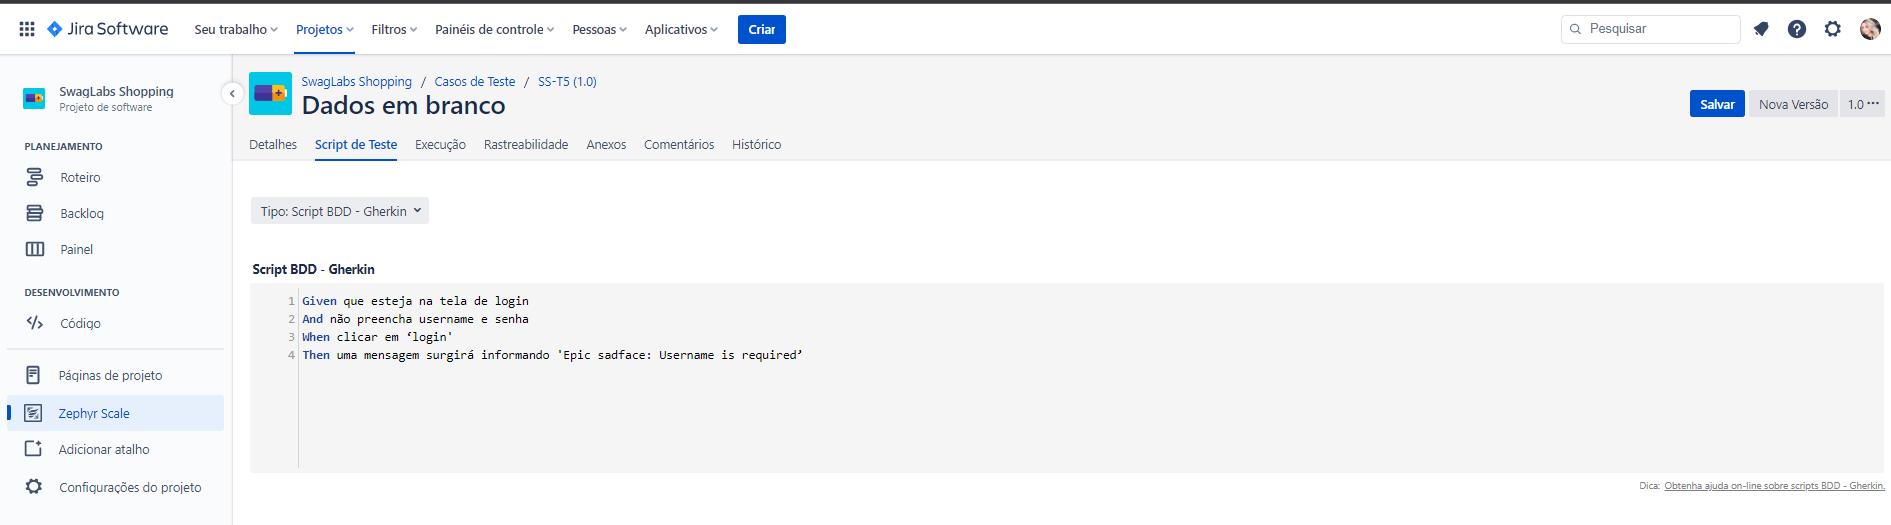 Jira Software Seu trabalho Projetos Filtros Painéis de controle Pessoas Aplicativos Criar Pesquisar
SwagLabs Shopping
Projeto de software
PLANEJAMENTO
Roteiro
Backlog
Painel
DESENVOLVIMENTO
Código
Páginas de projeto
Zephyr Scale
Adicionar atalho
Configurações do projeto
SwagLabs Shopping / Casos de Teste / SS-T5 (1.0)
Dados em branco
Salvar Nova Versão 1.0 ···
Detalhes Script de Teste Execução Rastreabilidade Anexos Comentários Histórico
Tipo: Script BDD - Gherkin
Script BDD - Gherkin
1 Given que esteja na tela de login
2 And não preencha username e senha
3 When clicar em ‘login'
4 Then uma mensagem surgirá informando 'Epic sadface: Username is required’
Dica: Obtenha ajuda on-line sobre scripts BDD - Gherkin.